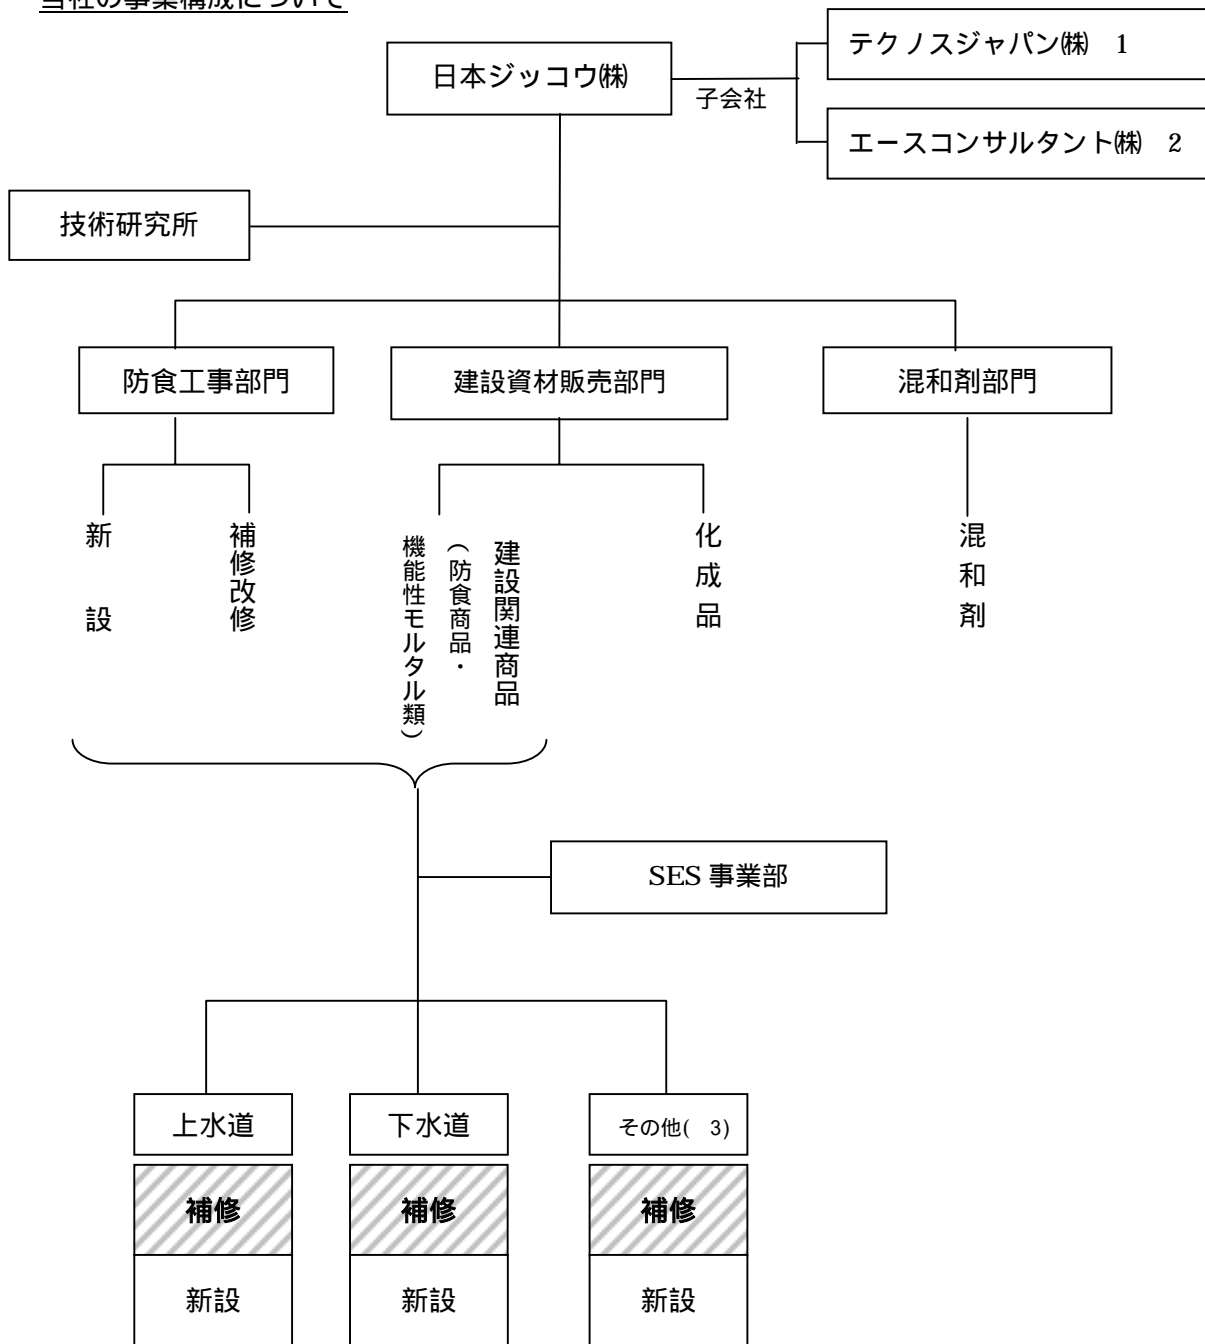 当社の事業構成について
日本ジッコウ㈱
子会社
テクノスジャパン㈱　1
エースコンサルタント㈱　2
技術研究所
防食工事部門
建設資材販売部門
混和剤部門
新設
補修改修
建設関連商品
（防食商品・
機能性モルタル類）
化成品
混和剤
SES 事業部
上水道
下水道
その他(　3)
補修
補修
補修
新設
新設
新設